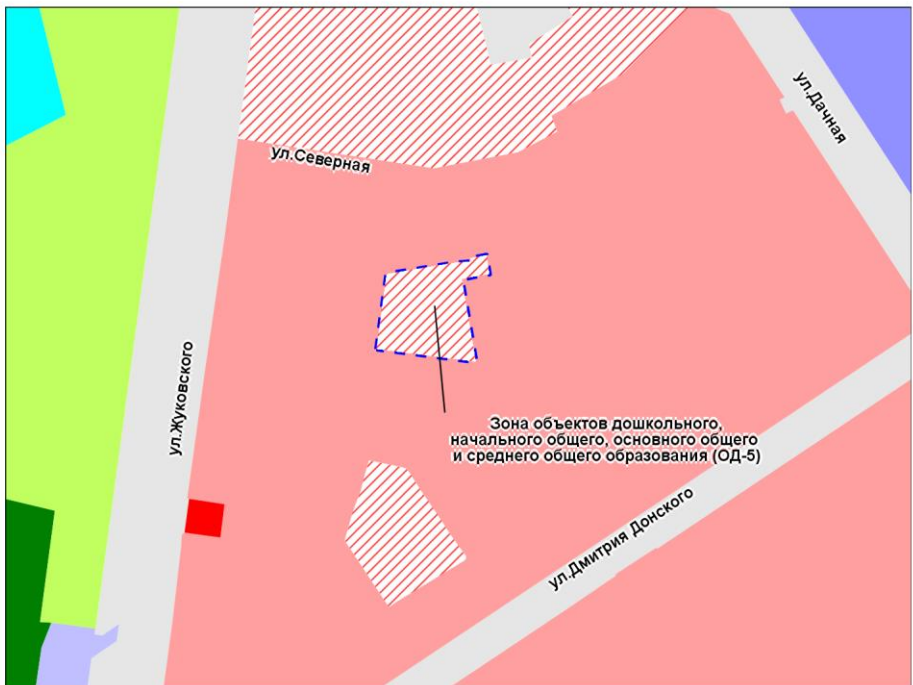 ул.Дачная
ул.Северная
ул.Жуковского
Зона объектов дошкольного,
начального общего, основного общего
и среднего общего образования (ОД-5)
ул.Дмитрия Донского